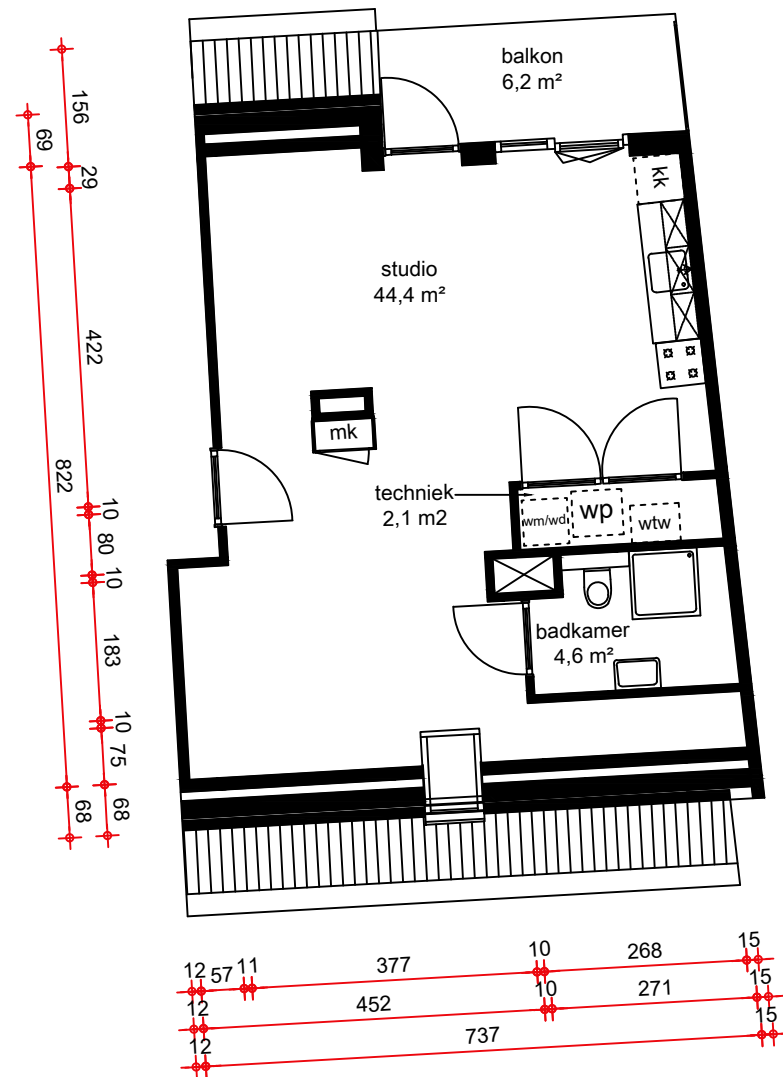 balkon
6,2 m²
156
69
29
kk
studio
44,4 m²
422
mk
822
techniek
2,1 m2
wm/wd
wp
wtw
10
80
10
badkamer
4,6 m²
183
10
75
68
68
12
57
11
377
10
268
15
12
452
10
271
15
12
737
15